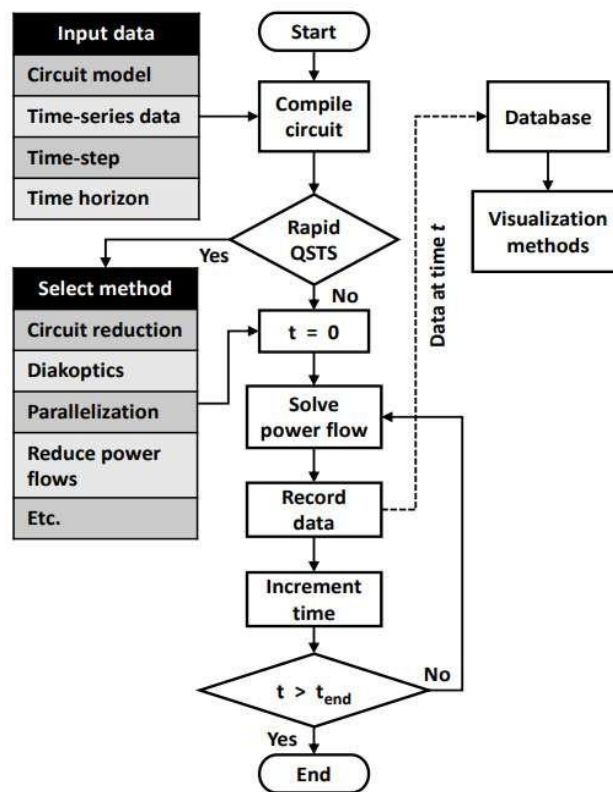 Input data
Circuit model
Time-series data
Time-step
Time horizon
Start
Compile
circuit
Rapid
QSTS
Yes
No
Select method
Circuit reduction
Diakoptics
Parallelization
Reduce power
flows
Etc.
t = 0
Solve
power flow
Record
data
Increment
time
t > tend
No
Yes
End
Data at time t
Database
Visualization
methods